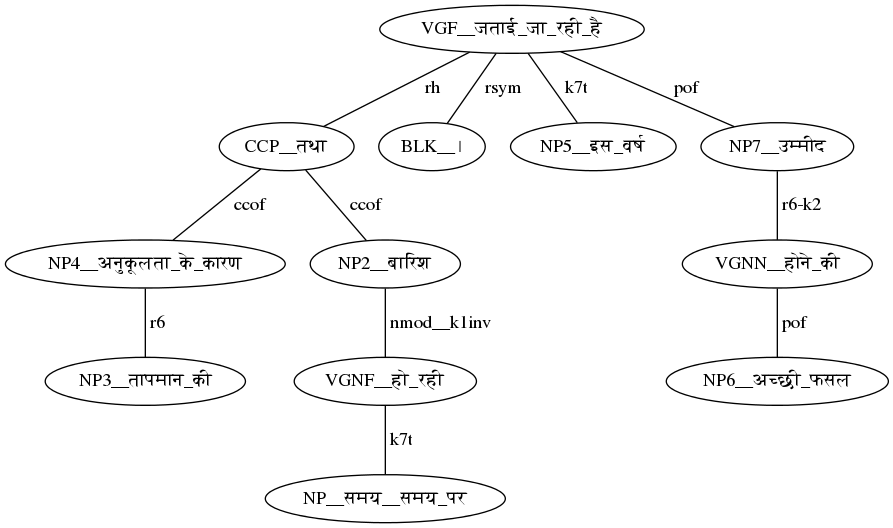 VGF__जताई_जा_रही_है
rh rsym k7t pof
CCP__तथा BLK__। NP5__इस_वर्ष NP7__उम्मीद
ccof ccof r6-k2
NP4__अनुकूलता_के_कारण NP2__बारिश VGNN__होने_की
r6 nmod__k1inv pof
NP3__तापमान_की VGNF__हो_रही NP6__अच्छी_फसल
k7t
NP__समय__समय_पर